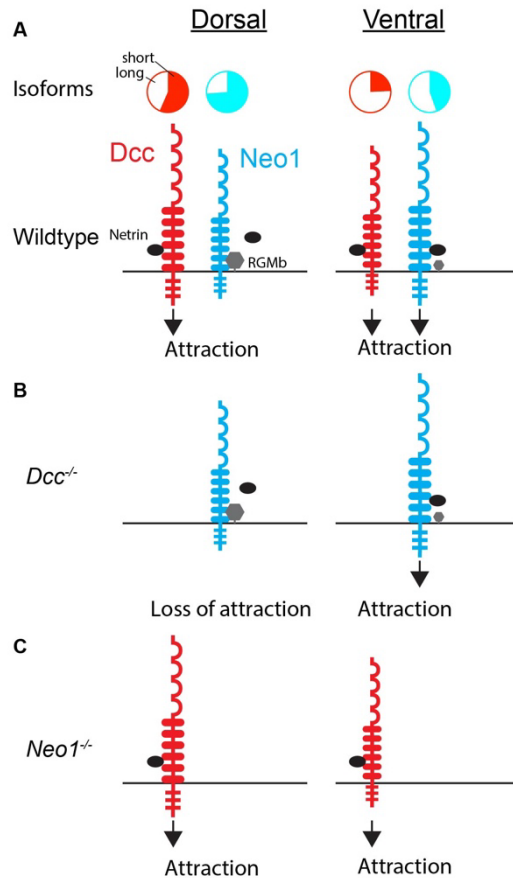 A
Dorsal
Ventral
short
long
Isoforms
Dcc
Neo1
Wildtype
Netrin
RGMb
Attraction
Attraction
B
Dcc-/-
Loss of attraction
Attraction
C
Neo1-/-
Attraction
Attraction